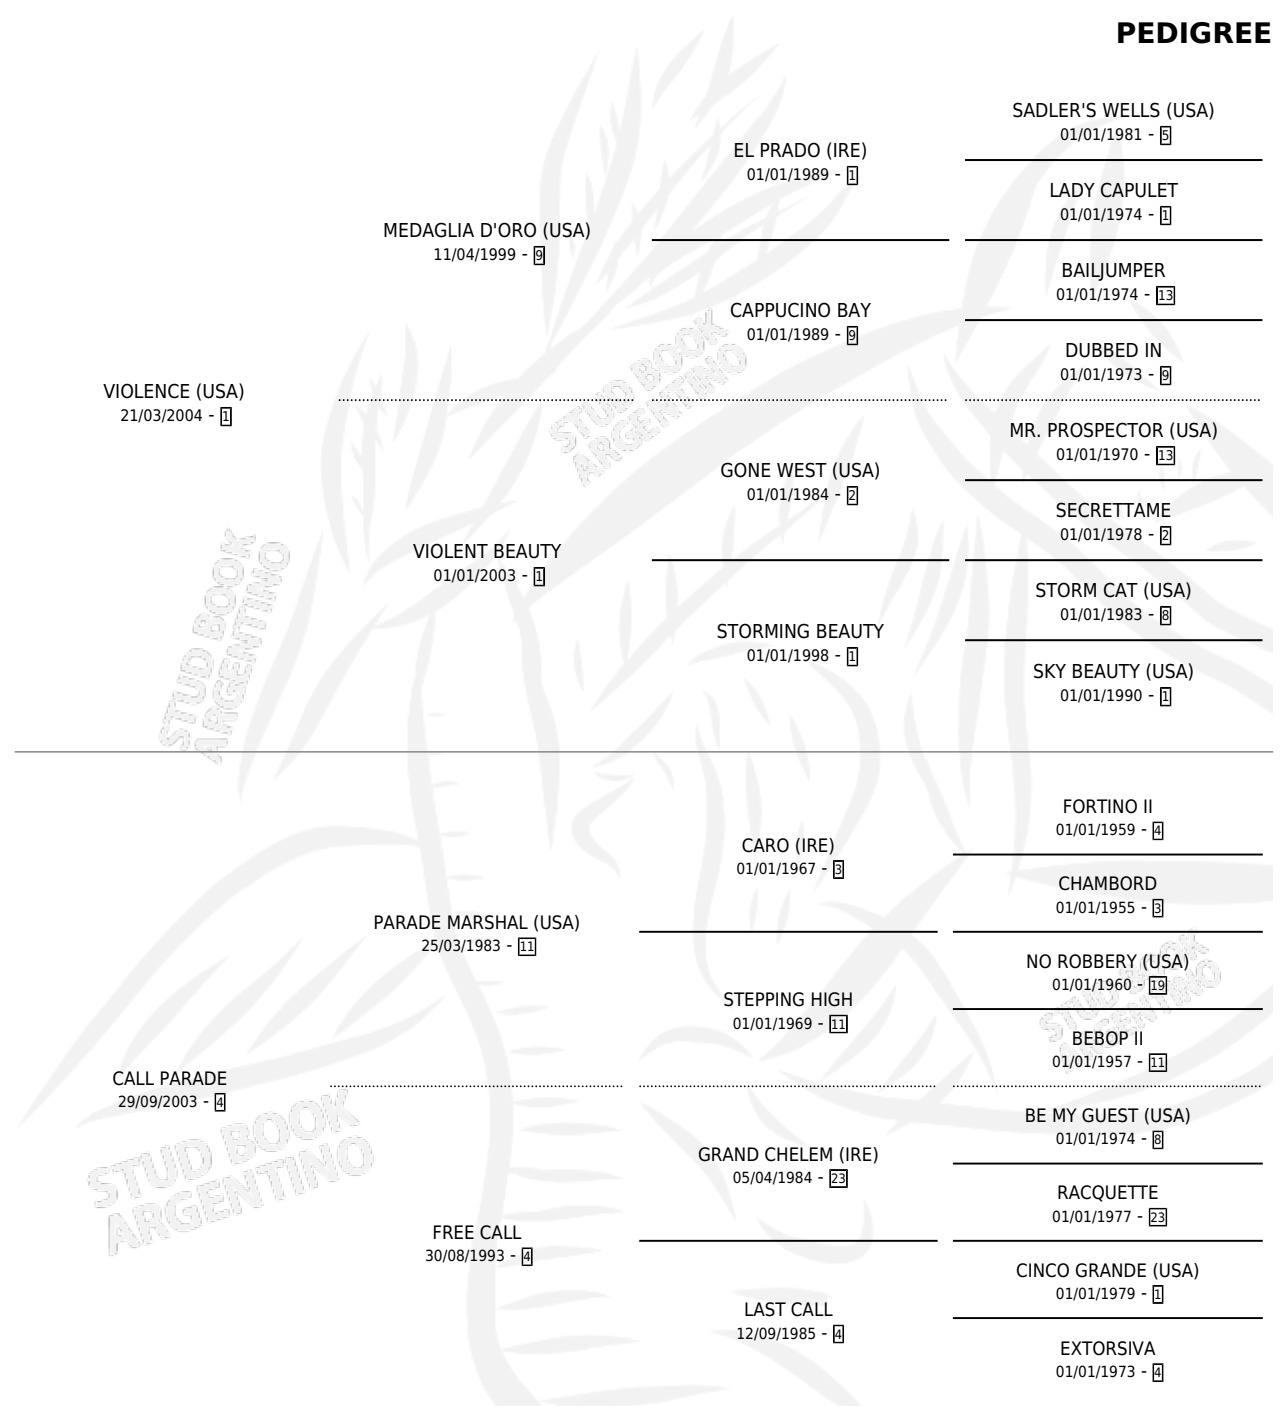 PEDIGREE
VIOLENCE (USA)
21/03/2004 - 1
MEDAGLIA D'ORO (USA)
11/04/1999 - 9
VIOLENT BEAUTY
01/01/2003 - 1
EL PRADO (IRE)
01/01/1989 - 1
CAPPUCINO BAY
01/01/1989 - 9
GONE WEST (USA)
01/01/1984 - 2
STORMING BEAUTY
01/01/1998 - 1
SADLER'S WELLS (USA)
01/01/1981 - 5
LADY CAPULET
01/01/1974 - 1
BAILJUMPER
01/01/1974 - 13
DUBBED IN
01/01/1973 - 9
MR. PROSPECTOR (USA)
01/01/1970 - 13
SECRETTAME
01/01/1978 - 2
STORM CAT (USA)
01/01/1983 - 8
SKY BEAUTY (USA)
01/01/1990 - 1
CALL PARADE
29/09/2003 - 4
PARADE MARSHAL (USA)
25/03/1983 - 11
FREE CALL
30/08/1993 - 4
CARO (IRE)
01/01/1967 - 3
STEPPING HIGH
01/01/1969 - 11
GRAND CHELEM (IRE)
05/04/1984 - 23
LAST CALL
12/09/1985 - 4
FORTINO II
01/01/1959 - 4
CHAMBORD
01/01/1955 - 3
NO ROBBERY (USA)
01/01/1960 - 19
BEBOP II
01/01/1957 - 11
BE MY GUEST (USA)
01/01/1974 - 8
RACQUETTE
01/01/1977 - 23
CINCO GRANDE (USA)
01/01/1979 - 1
EXTORSIVA
01/01/1973 - 4
STUD BOOK
ARGENTINO
STUD BOOK
ARGENTINO
STUD BOOK
ARGENTINO
STUD BOOK
ARGENTINO